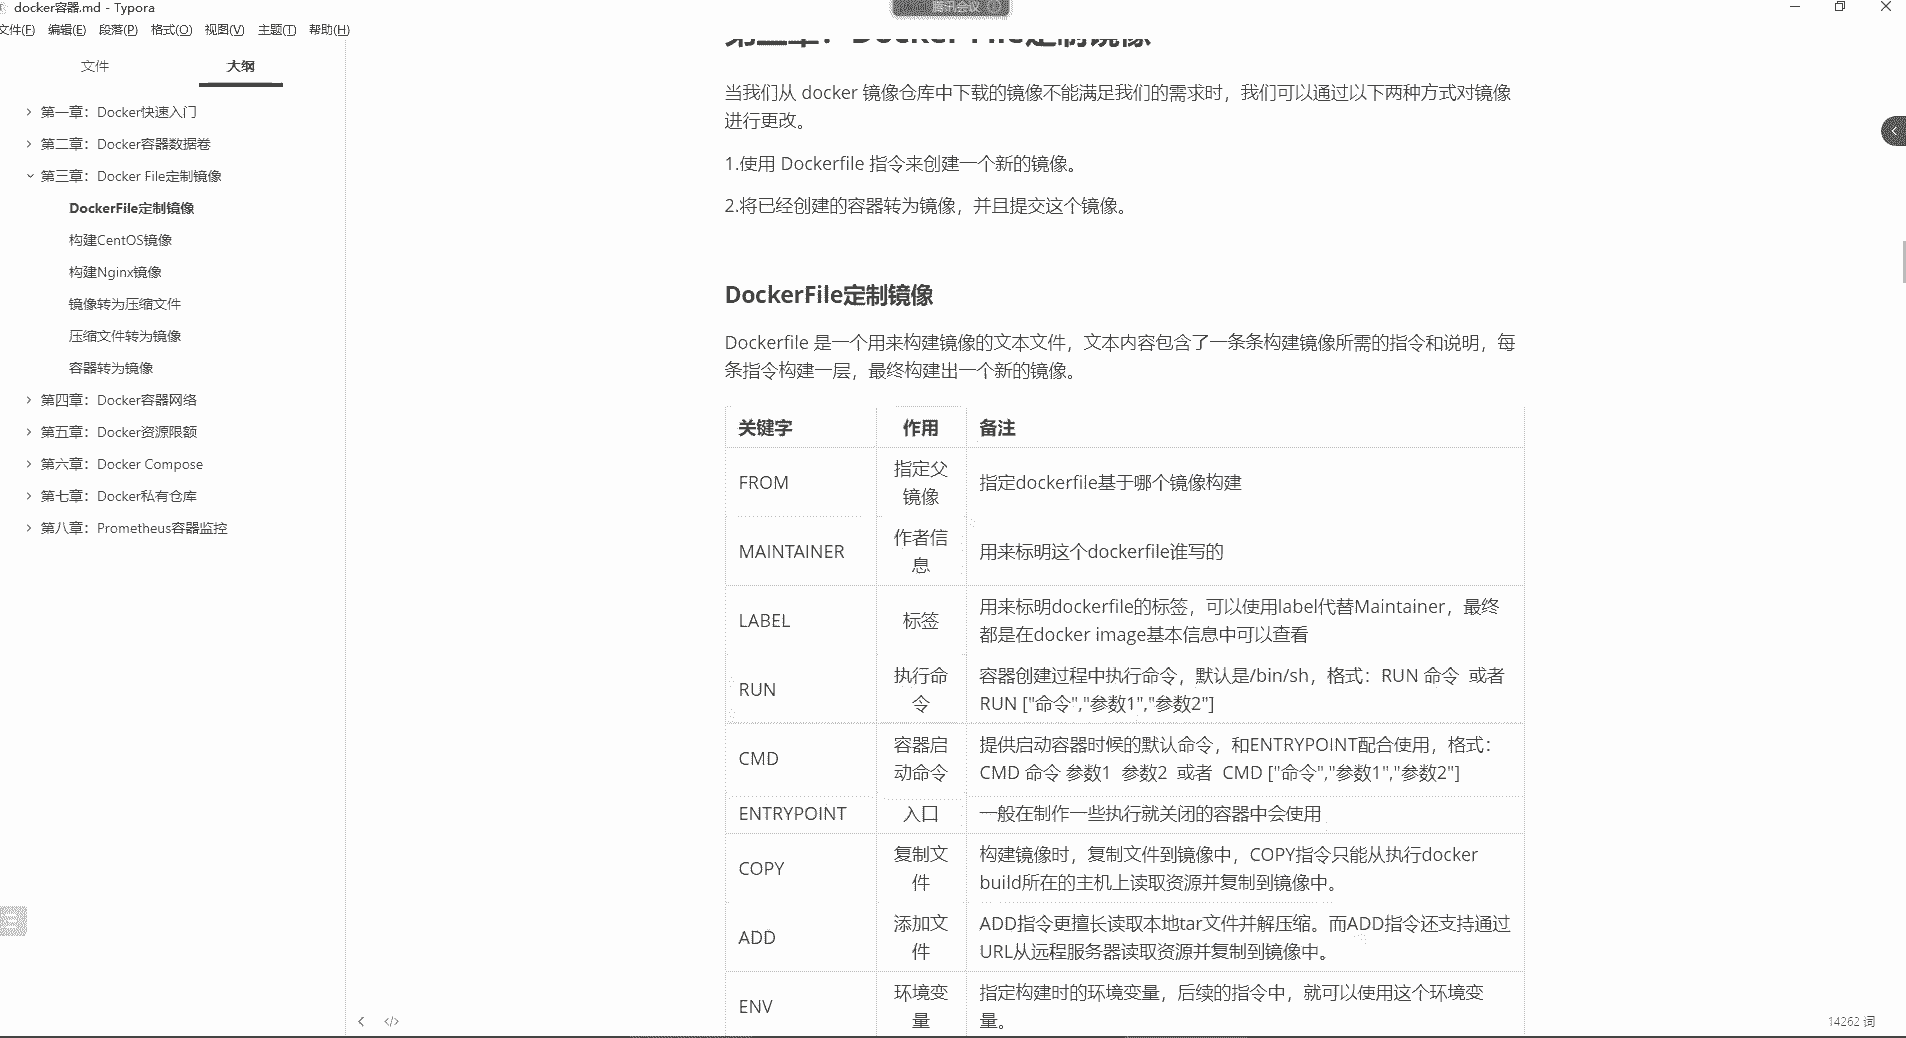 docker容器.md - Typora
腾讯会议
文件(F) 编辑(E) 段落(P) 格式(O) 视图(V) 主题(T) 帮助(H)
文件 大纲
第一章：Docker快速入门
第二章：Docker容器数据卷
第三章：Docker File定制镜像
DockerFile定制镜像
构建CentOS镜像
构建Nginx镜像
镜像转为压缩文件
压缩文件转为镜像
容器转为镜像
第四章：Docker容器网络
第五章：Docker资源限额
第六章：Docker Compose
第七章：Docker私有仓库
第八章：Prometheus容器监控
第三章：Docker File定制镜像
当我们从 docker 镜像仓库中下载的镜像不能满足我们的需求时，我们可以通过以下两种方式对镜像
进行更改。
1.使用 Dockerfile 指令来创建一个新的镜像。
2.将已经创建的容器转为镜像，并且提交这个镜像。
DockerFile定制镜像
Dockerfile 是一个用来构建镜像的文本文件，文本内容包含了一条条构建镜像所需的指令和说明，每
条指令构建一层，最终构建出一个新的镜像。
关键字 作用 备注
FROM
指定父
镜像
指定dockerfile基于哪个镜像构建
MAINTAINER
作者信
息
用来标明这个dockerfile谁写的
LABEL
标签
用来标明dockerfile的标签，可以使用label代替Maintainer，最终
都是在docker image基本信息中可以查看
RUN
执行命
令
容器创建过程中执行命令，默认是/bin/sh，格式：RUN 命令 或者
RUN ["命令","参数1","参数2"]
CMD
容器启
动命令
提供启动容器时候的默认命令，和ENTRYPOINT配合使用，格式：
CMD 命令 参数1 参数2 或者 CMD ["命令","参数1","参数2"]
ENTRYPOINT
入口
一般在制作一些执行就关闭的容器中会使用
COPY
复制文
件
构建镜像时，复制文件到镜像中，COPY指令只能从执行docker
build所在的主机上读取资源并复制到镜像中。
ADD
添加文
件
ADD指令更擅长读取本地tar文件并解压缩。而ADD指令还支持通过
URL从远程服务器读取资源并复制到镜像中。
ENV
环境变
量
指定构建时的环境变量，后续的指令中，就可以使用这个环境变
量。
14262 词